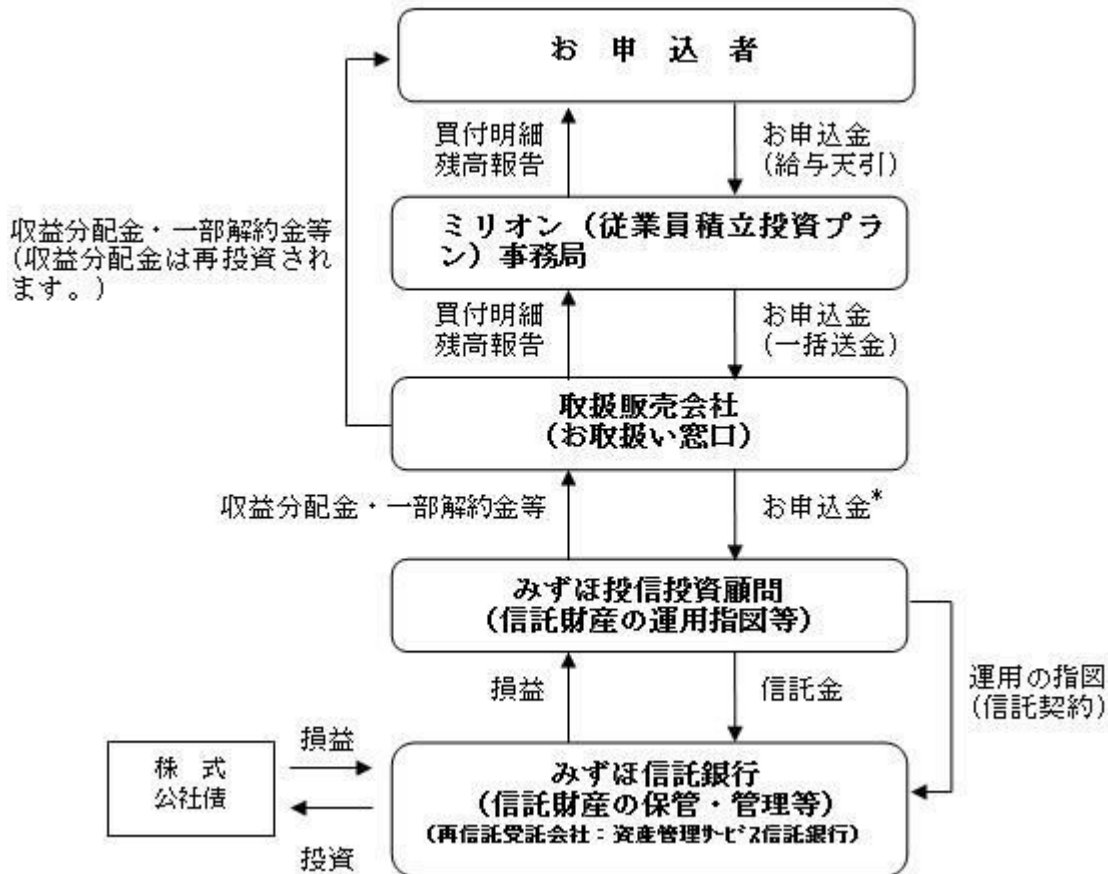 お 申 込 者
買付明細
残高報告
お申込金
(給与天引)
収益分配金・一部解約金等
(収益分配金は再投資され
ます。)
ミリオン(従業員積立投資プラ
ン)事務局
買付明細
残高報告
お申込金
(一括送金)
取扱販売会社
(お取扱い窓口)
収益分配金・一部解約金等
お申込金*
みずほ投信投資顧問
(信託財産の運用指図等)
損益
信託金
運用の指図
(信託契約)
損益
株 式
公社債
投資
みずほ信託銀行
(信託財産の保管・管理等)
(再信託受託会社:資産管理ｻｰﾋﾞｽ信託銀行)